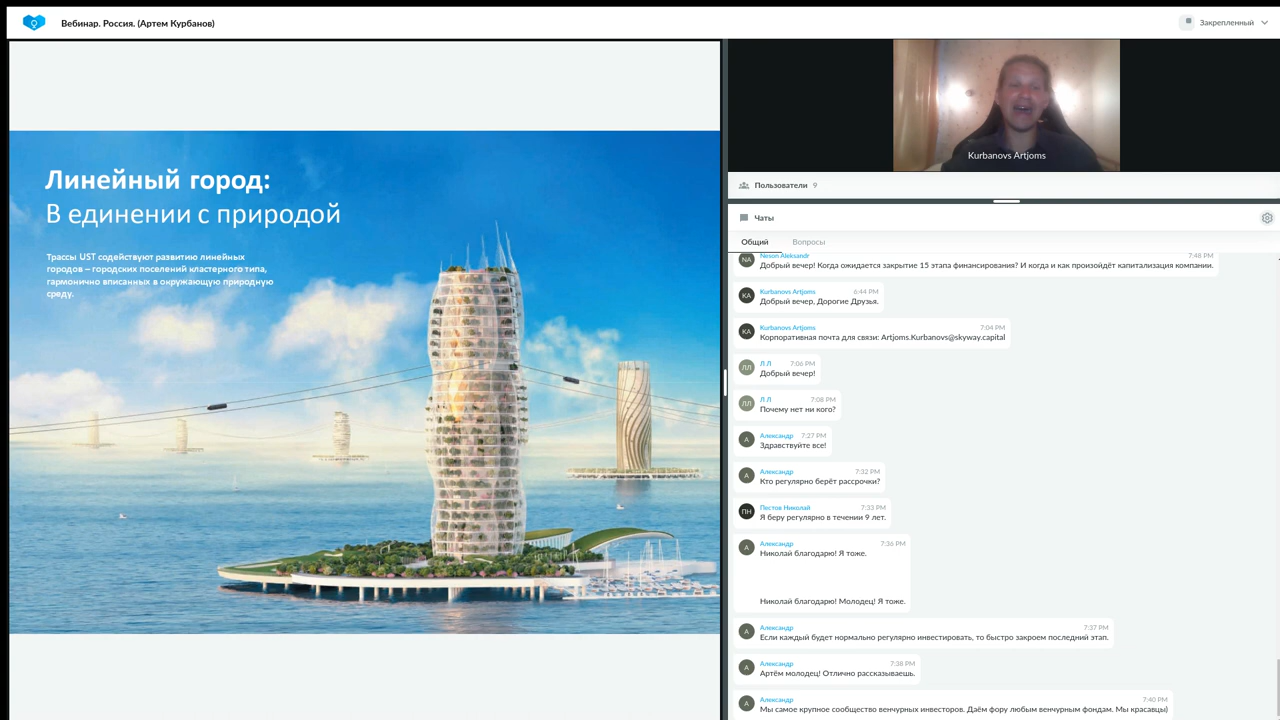 Вебинар. Россия. (Артем Курбанов)
Закрепленный
Линейный город:
В единении с природой
Трассы UST содействуют развитию линейных
городов – городских поселений кластерного типа,
гармонично вписанных в окружающую природную
среду.
Kurbanovs Artjoms
Пользователи 9
Чаты
Общий Вопросы
NA Neson Aleksandr 7:48 PM
Добрый вечер! Когда ожидается закрытие 15 этапа финансирования? И когда и как произойдёт капитализация компании.
KA Kurbanovs Artjoms 6:44 PM
Добрый вечер, Дорогие Друзья.
KA Kurbanovs Artjoms 7:04 PM
Корпоративная почта для связи: Artjoms.Kurbanovs@skyway.capital
ЛЛ Л Л 7:06 PM
Добрый вечер!
ЛЛ Л Л 7:08 PM
Почему нет ни кого?
А Александр 7:27 PM
Здравствуйте все!
А Александр 7:32 PM
Кто регулярно берёт рассрочки?
ПН Пестов Николай 7:33 PM
Я беру регулярно в течении 9 лет.
А Александр 7:36 PM
Николай благодарю! Я тоже.
Николай благодарю! Молодец! Я тоже.
А Александр 7:37 PM
Если каждый будет нормально регулярно инвестировать, то быстро закроем последний этап.
А Александр 7:38 PM
Артём молодец! Отлично рассказываешь.
А Александр 7:40 PM
Мы самое крупное сообщество венчурных инвесторов. Даём фору любым венчурным фондам. Мы красавцы)